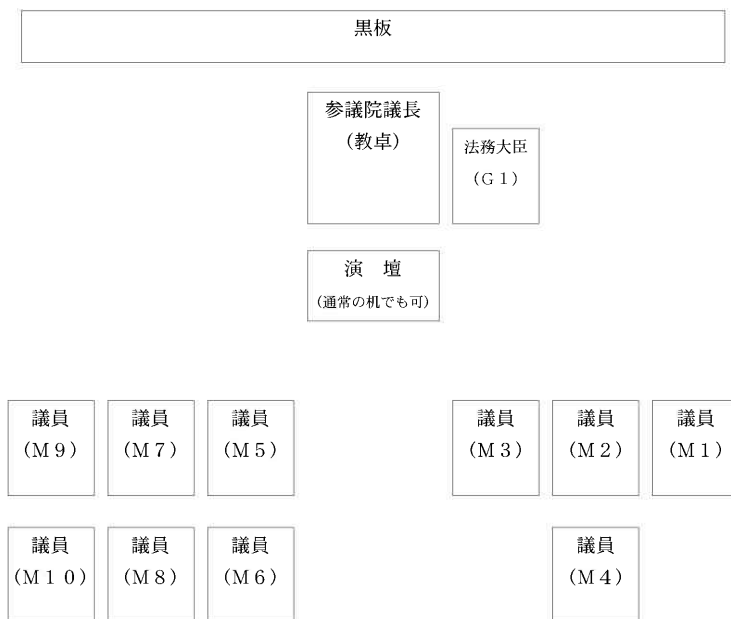 黒板
参議院議長
（教卓）
法務大臣
（Ｇ１）
演　壇
（通常の机でも可）
議員
（Ｍ９）
議員
（Ｍ７）
議員
（Ｍ５）
議員
（Ｍ３）
議員
（Ｍ２）
議員
（Ｍ１）
議員
（Ｍ１０）
議員
（Ｍ８）
議員
（Ｍ６）
議員
（Ｍ４）